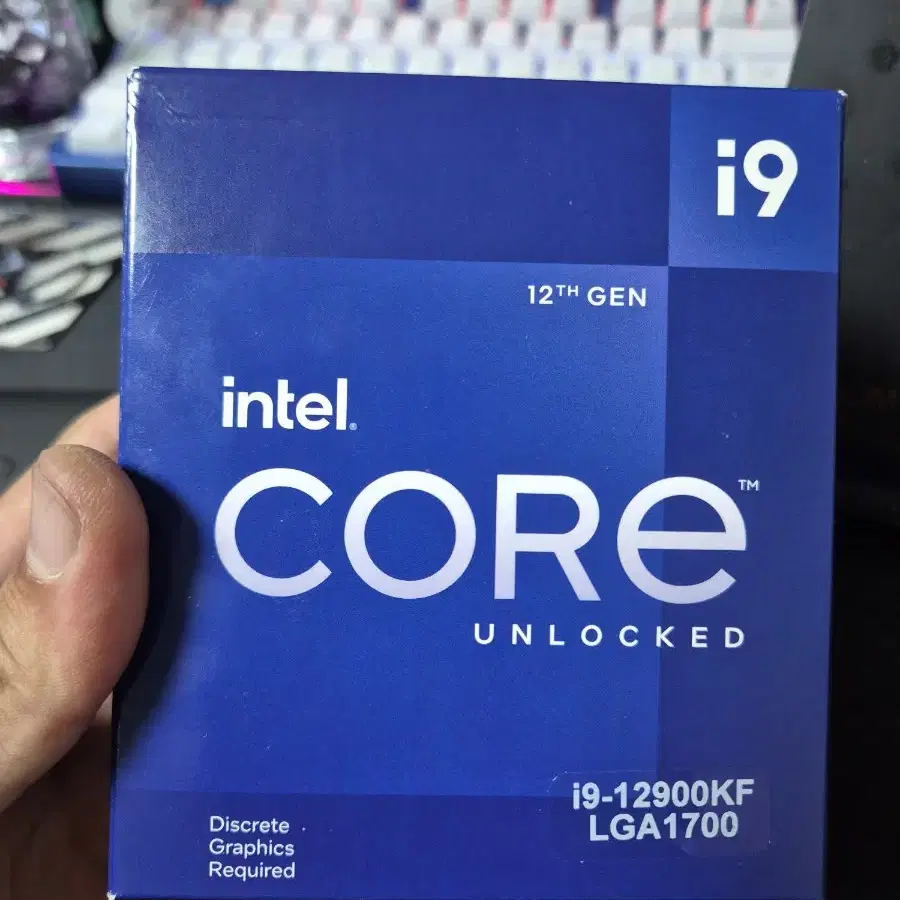 i9
12TH GEN
intel.
CORE™
UNLOCKED
i9-12900KF
LGA1700
Discrete
Graphics
Required